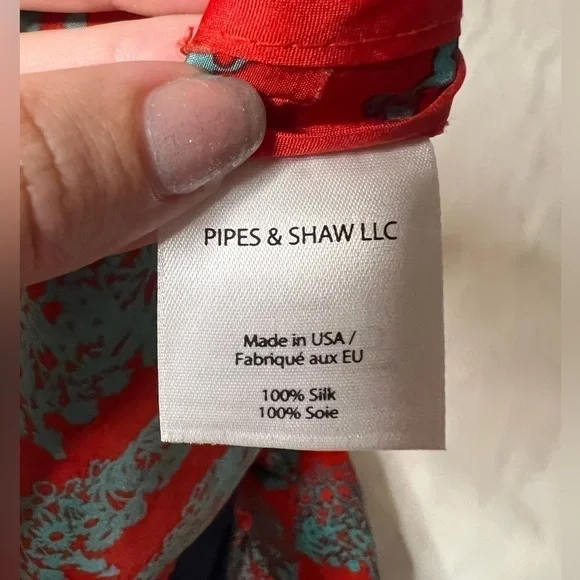 PIPES & SHAW LLC
Made in USA /
Fabriqué aux EU
100% Silk
100% Soie